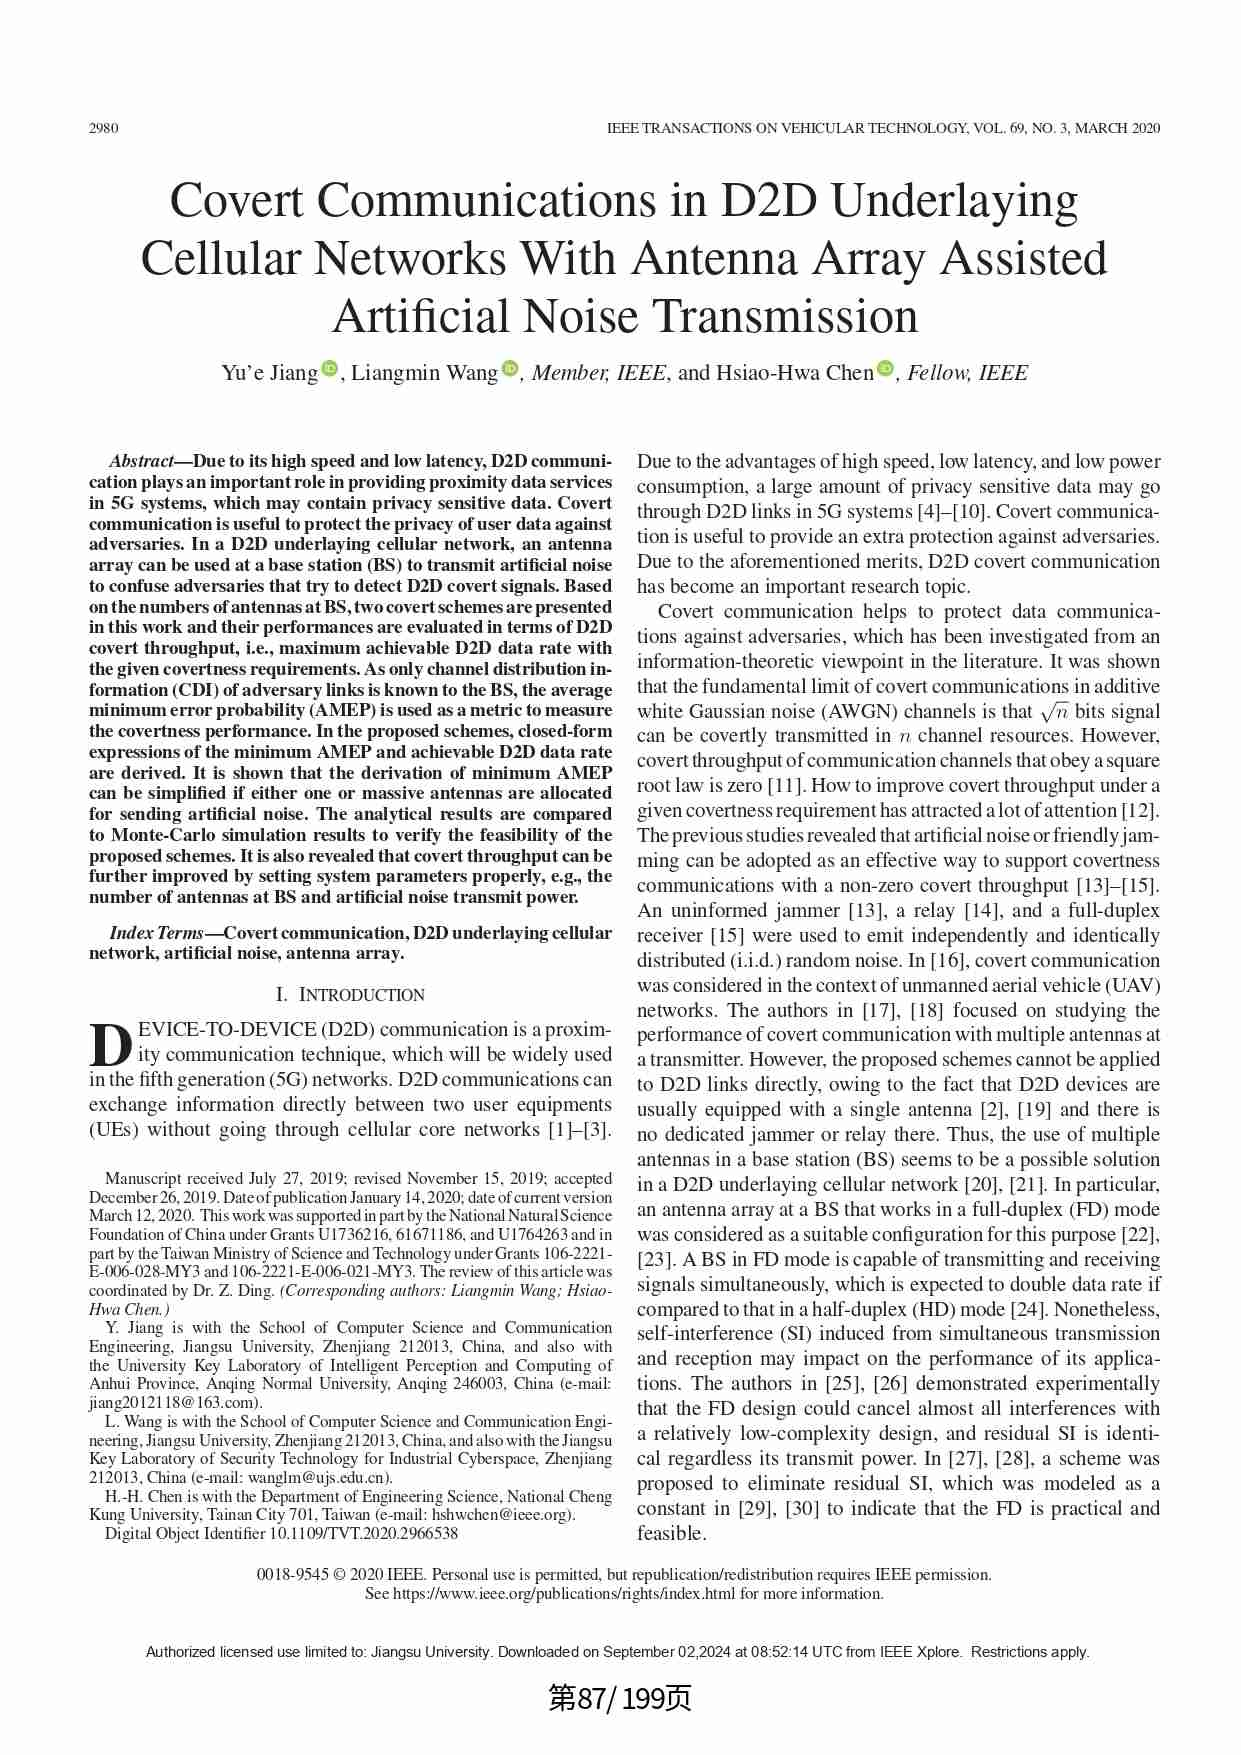 2980
IEEE TRANSACTIONS ON VEHICULAR TECHNOLOGY, VOL. 69, NO. 3, MARCH 2020
Covert Communications in D2D Underlaying
Cellular Networks With Antenna Array Assisted
Artificial Noise Transmission
Yu’e Jiang, Liangmin Wang, Member, IEEE, and Hsiao-Hwa Chen, Fellow, IEEE
Abstract—Due to its high speed and low latency, D2D communi-
cation plays an important role in providing proximity data services
in 5G systems, which may contain privacy sensitive data. Covert
communication is useful to protect the privacy of user data against
adversaries. In a D2D underlaying cellular network, an antenna
array can be used at a base station (BS) to transmit artificial noise
to confuse adversaries that try to detect D2D covert signals. Based
on the numbers of antennas at BS, two covert schemes are presented
in this work and their performances are evaluated in terms of D2D
covert throughput, i.e., maximum achievable D2D data rate with
the given covertness requirements. As only channel distribution in-
formation (CDI) of adversary links is known to the BS, the average
minimum error probability (AMEP) is used as a metric to measure
the covertness performance. In the proposed schemes, closed-form
expressions of the minimum AMEP and achievable D2D data rate
are derived. It is shown that the derivation of minimum AMEP
can be simplified if either one or massive antennas are allocated
for sending artificial noise. The analytical results are compared
to Monte-Carlo simulation results to verify the feasibility of the
proposed schemes. It is also revealed that covert throughput can be
further improved by setting system parameters properly, e.g., the
number of antennas at BS and artificial noise transmit power.
Index Terms—Covert communication, D2D underlaying cellular
network, artificial noise, antenna array.
I. INTRODUCTION
DEVICE-TO-DEVICE (D2D) communication is a proxim-
ity communication technique, which will be widely used
in the fifth generation (5G) networks. D2D communications can
exchange information directly between two user equipments
(UEs) without going through cellular core networks [1]–[3].
Manuscript received July 27, 2019; revised November 15, 2019; accepted
December 26, 2019. Date of publication January 14, 2020; date of current version
March 12, 2020. This work was supported in part by the National Natural Science
Foundation of China under Grants U1736216, 61671186, and U1764263 and in
part by the Taiwan Ministry of Science and Technology under Grants 106-2221-
E-006-028-MY3 and 106-2221-E-006-021-MY3. The review of this article was
coordinated by Dr. Z. Ding. (Corresponding authors: Liangmin Wang; Hsiao-
Hwa Chen.)
Y. Jiang is with the School of Computer Science and Communication
Engineering, Jiangsu University, Zhenjiang 212013, China, and also with
the University Key Laboratory of Intelligent Perception and Computing of
Anhui Province, Anqing Normal University, Anqing 246003, China (e-mail:
jiang2012118@163.com).
L. Wang is with the School of Computer Science and Communication Engi-
neering, Jiangsu University, Zhenjiang 212013, China, and also with the Jiangsu
Key Laboratory of Security Technology for Industrial Cyberspace, Zhenjiang
212013, China (e-mail: wanglm@ujs.edu.cn).
H.-H. Chen is with the Department of Engineering Science, National Cheng
Kung University, Tainan City 701, Taiwan (e-mail: hshwchen@ieee.org).
Digital Object Identifier 10.1109/TVT.2020.2966538
Due to the advantages of high speed, low latency, and low power
consumption, a large amount of privacy sensitive data may go
through D2D links in 5G systems [4]–[10]. Covert communica-
tion is useful to provide an extra protection against adversaries.
Due to the aforementioned merits, D2D covert communication
has become an important research topic.
Covert communication helps to protect data communica-
tions against adversaries, which has been investigated from an
information-theoretic viewpoint in the literature. It was shown
that the fundamental limit of covert communications in additive
white Gaussian noise (AWGN) channels is that √n bits signal
can be covertly transmitted in n channel resources. However,
covert throughput of communication channels that obey a square
root law is zero [11]. How to improve covert throughput under a
given covertness requirement has attracted a lot of attention [12].
The previous studies revealed that artificial noise or friendly jam-
ming can be adopted as an effective way to support covertness
communications with a non-zero covert throughput [13]–[15].
An uninformed jammer [13], a relay [14], and a full-duplex
receiver [15] were used to emit independently and identically
distributed (i.i.d.) random noise. In [16], covert communication
was considered in the context of unmanned aerial vehicle (UAV)
networks. The authors in [17], [18] focused on studying the
performance of covert communication with multiple antennas at
a transmitter. However, the proposed schemes cannot be applied
to D2D links directly, owing to the fact that D2D devices are
usually equipped with a single antenna [2], [19] and there is
no dedicated jammer or relay there. Thus, the use of multiple
antennas in a base station (BS) seems to be a possible solution
in a D2D underlaying cellular network [20], [21]. In particular,
an antenna array at a BS that works in a full-duplex (FD) mode
was considered as a suitable configuration for this purpose [22],
[23]. A BS in FD mode is capable of transmitting and receiving
signals simultaneously, which is expected to double data rate if
compared to that in a half-duplex (HD) mode [24]. Nonetheless,
self-interference (SI) induced from simultaneous transmission
and reception may impact on the performance of its applica-
tions. The authors in [25], [26] demonstrated experimentally
that the FD design could cancel almost all interferences with
a relatively low-complexity design, and residual SI is identi-
cal regardless its transmit power. In [27], [28], a scheme was
proposed to eliminate residual SI, which was modeled as a
constant in [29], [30] to indicate that the FD is practical and
feasible.
0018-9545 © 2020 IEEE. Personal use is permitted, but republication/redistribution requires IEEE permission.
See https://www.ieee.org/publications/rights/index.html for more information.
Authorized licensed use limited to: Jiangsu University. Downloaded on September 02,2024 at 08:52:14 UTC from IEEE Xplore. Restrictions apply.
第87/ 199页